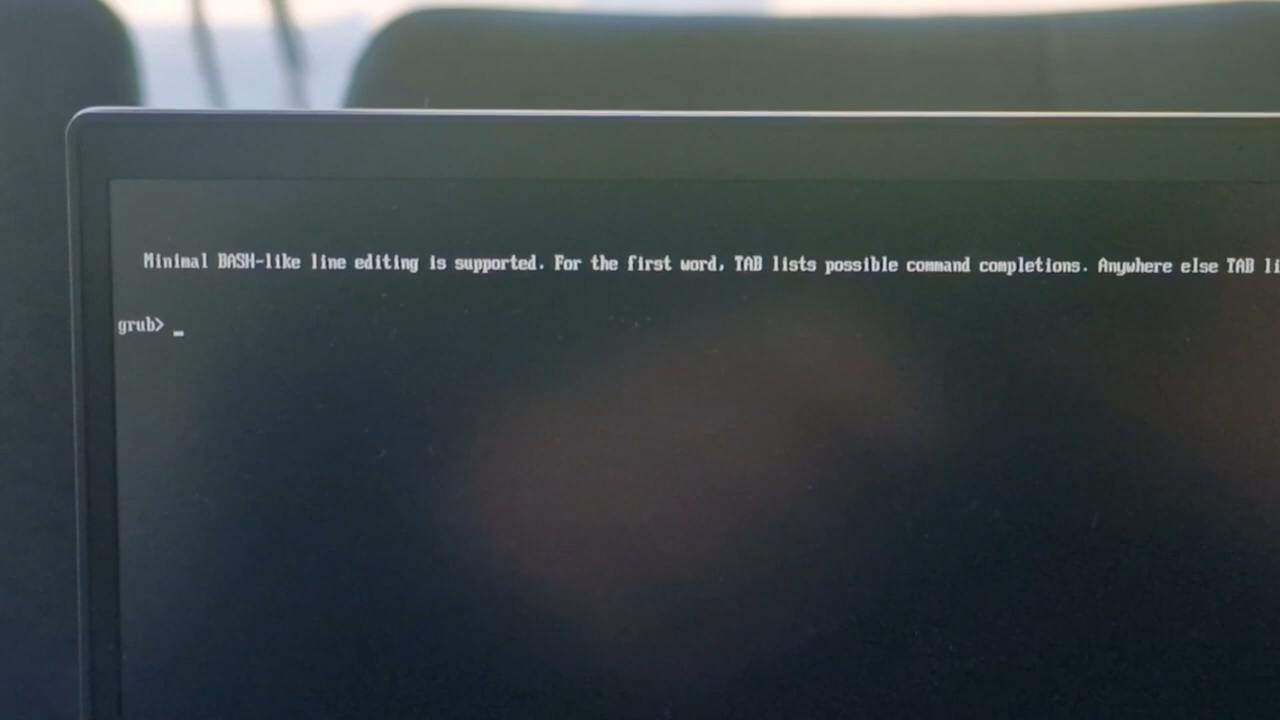 Minimal BASH-like line editing is supported. For the first word, TAB lists possible command completions. Anywhere else TAB li
grub> _